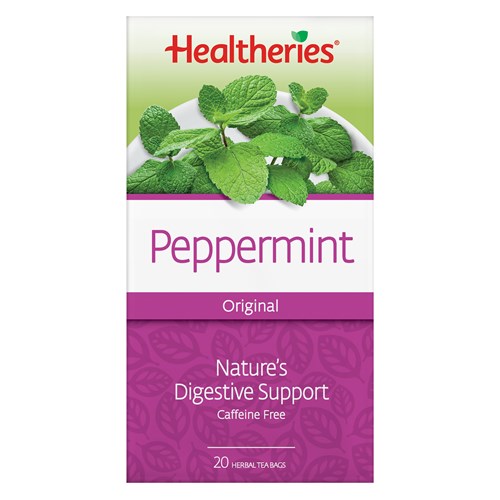 Healtheries®
Peppermint
Original
Nature's
Digestive Support
Caffeine Free
20 HERBAL TEA BAGS